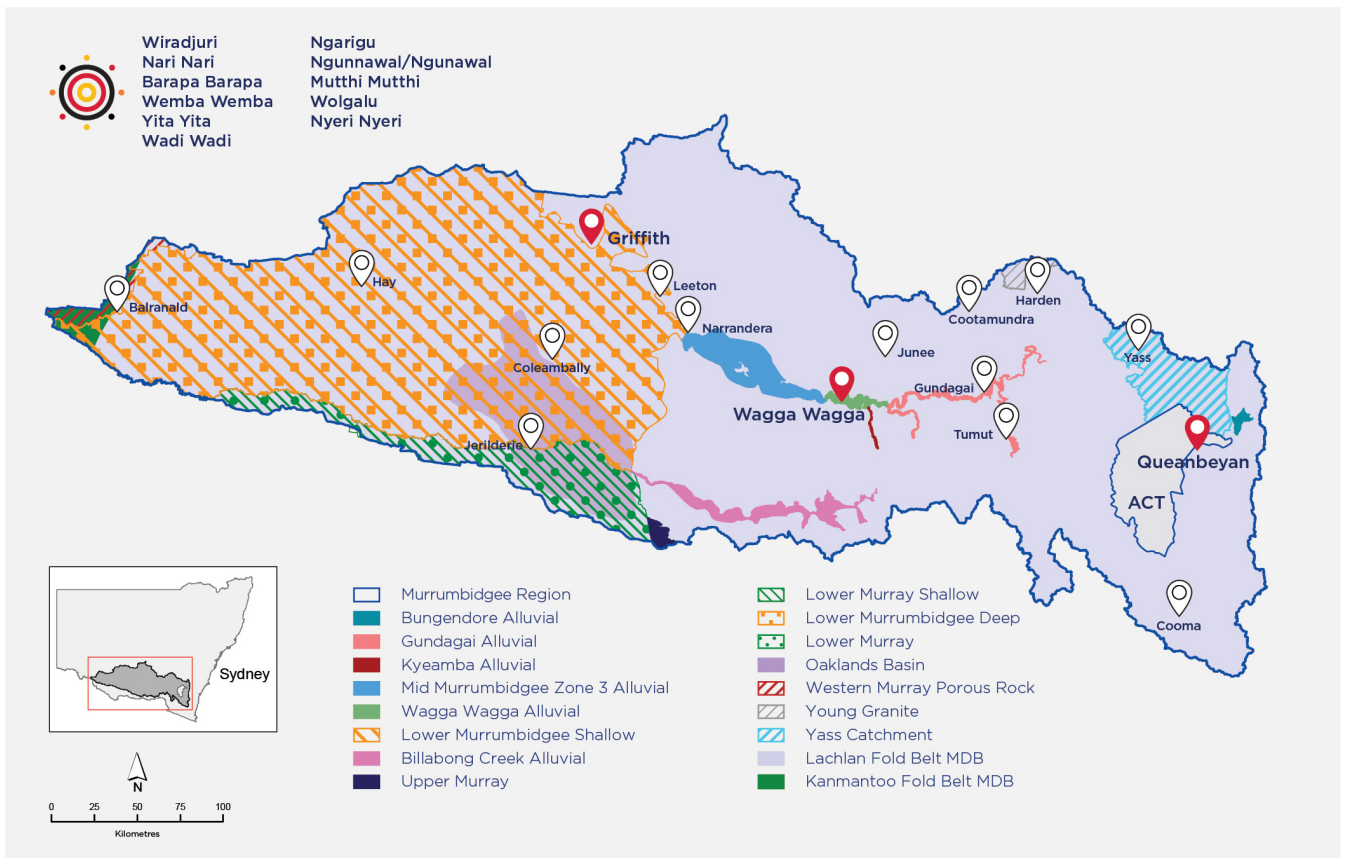 Wiradjuri
Nari Nari
Barapa Barapa
Wemba Wemba
Yita Yita
Wadi Wadi
Ngarigu
Ngunnawal/Ngunawal
Mutthi Mutthi
Wolgalu
Nyeri Nyeri
Griffith
Hay
Leeton
Balranald
Harden
Cootamundra
Narrandera
Junee
Yass
Coleambally
Gundagai
Wagga Wagga
Tumut
Jerilderie
Queanbeyan
ACT
Cooma
Sydney
N
0 25 50 75 100
Kilometres
Murrumbidgee Region
Bungendore Alluvial
Gundagai Alluvial
Kyeamba Alluvial
Mid Murrumbidgee Zone 3 Alluvial
Wagga Wagga Alluvial
Lower Murrumbidgee Shallow
Billabong Creek Alluvial
Upper Murray
Lower Murray Shallow
Lower Murrumbidgee Deep
Lower Murray
Oaklands Basin
Western Murray Porous Rock
Young Granite
Yass Catchment
Lachlan Fold Belt MDB
Kanmantoo Fold Belt MDB